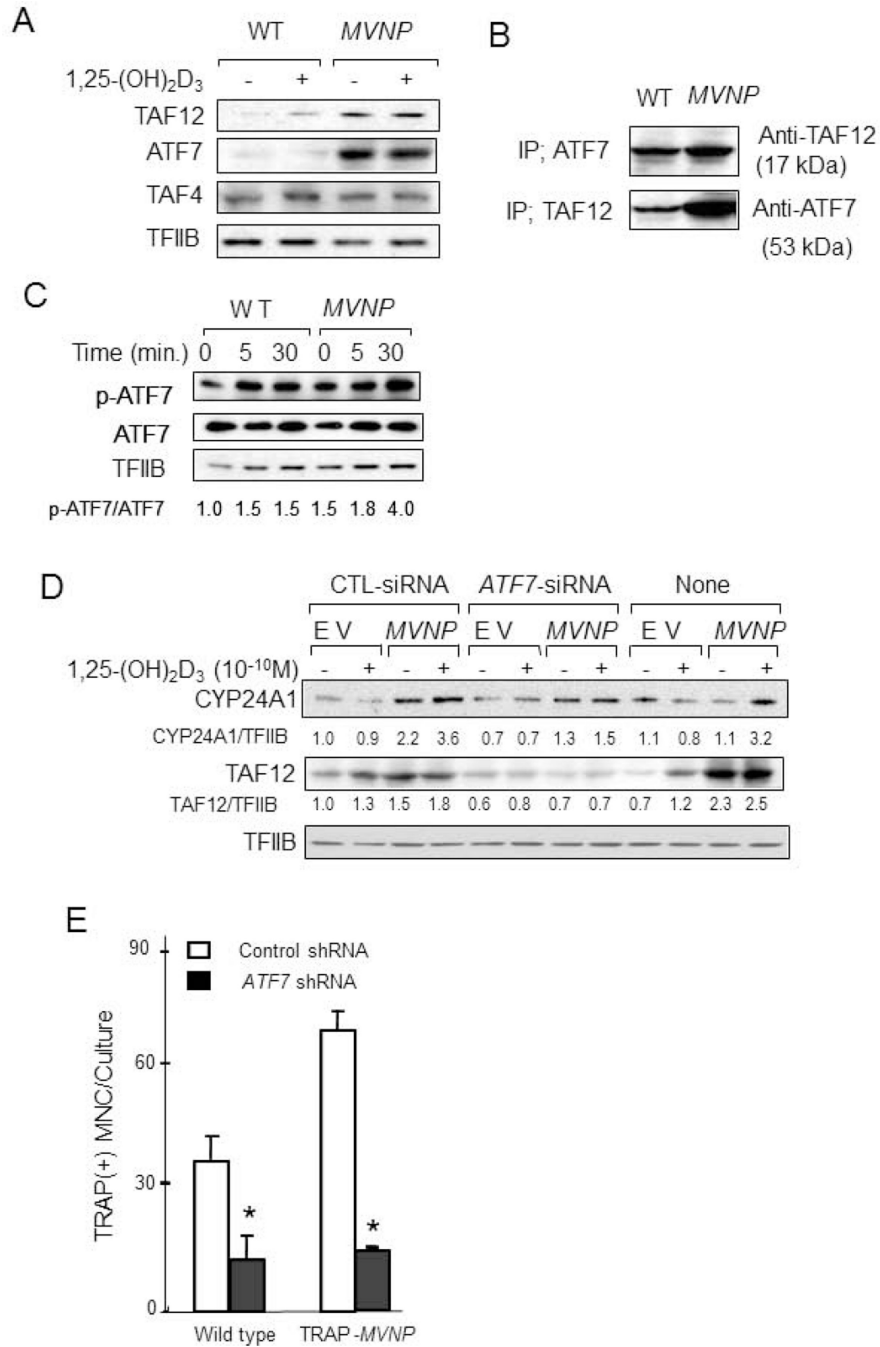 A
WT MVNP
1,25-(OH)₂D₃ - + - +
TAF12
ATF7
TAF4
TFIIB
B
WT MVNP
IP; ATF7 Anti-TAF12
(17 kDa)
IP; TAF12 Anti-ATF7
(53 kDa)
C
W T MVNP
Time (min.) 0 5 30 0 5 30
p-ATF7
ATF7
TFIIB
p-ATF7/ATF7 1.0 1.5 1.5 1.5 1.8 4.0
D
CTL-siRNA ATF7-siRNA None
E V MVNP E V MVNP E V MVNP
1,25-(OH)₂D₃ (10⁻¹⁰M) - + - + - + - + - + - +
CYP24A1
CYP24A1/TFIIB 1.0 0.9 2.2 3.6 0.7 0.7 1.3 1.5 1.1 0.8 1.1 3.2
TAF12
TAF12/TFIIB 1.0 1.3 1.5 1.8 0.6 0.8 0.7 0.7 0.7 1.2 2.3 2.5
TFIIB
E
90
60
30
0
TRAP(+) MNC/Culture
Control shRNA
ATF7 shRNA
* *
Wild type TRAP-MVNP